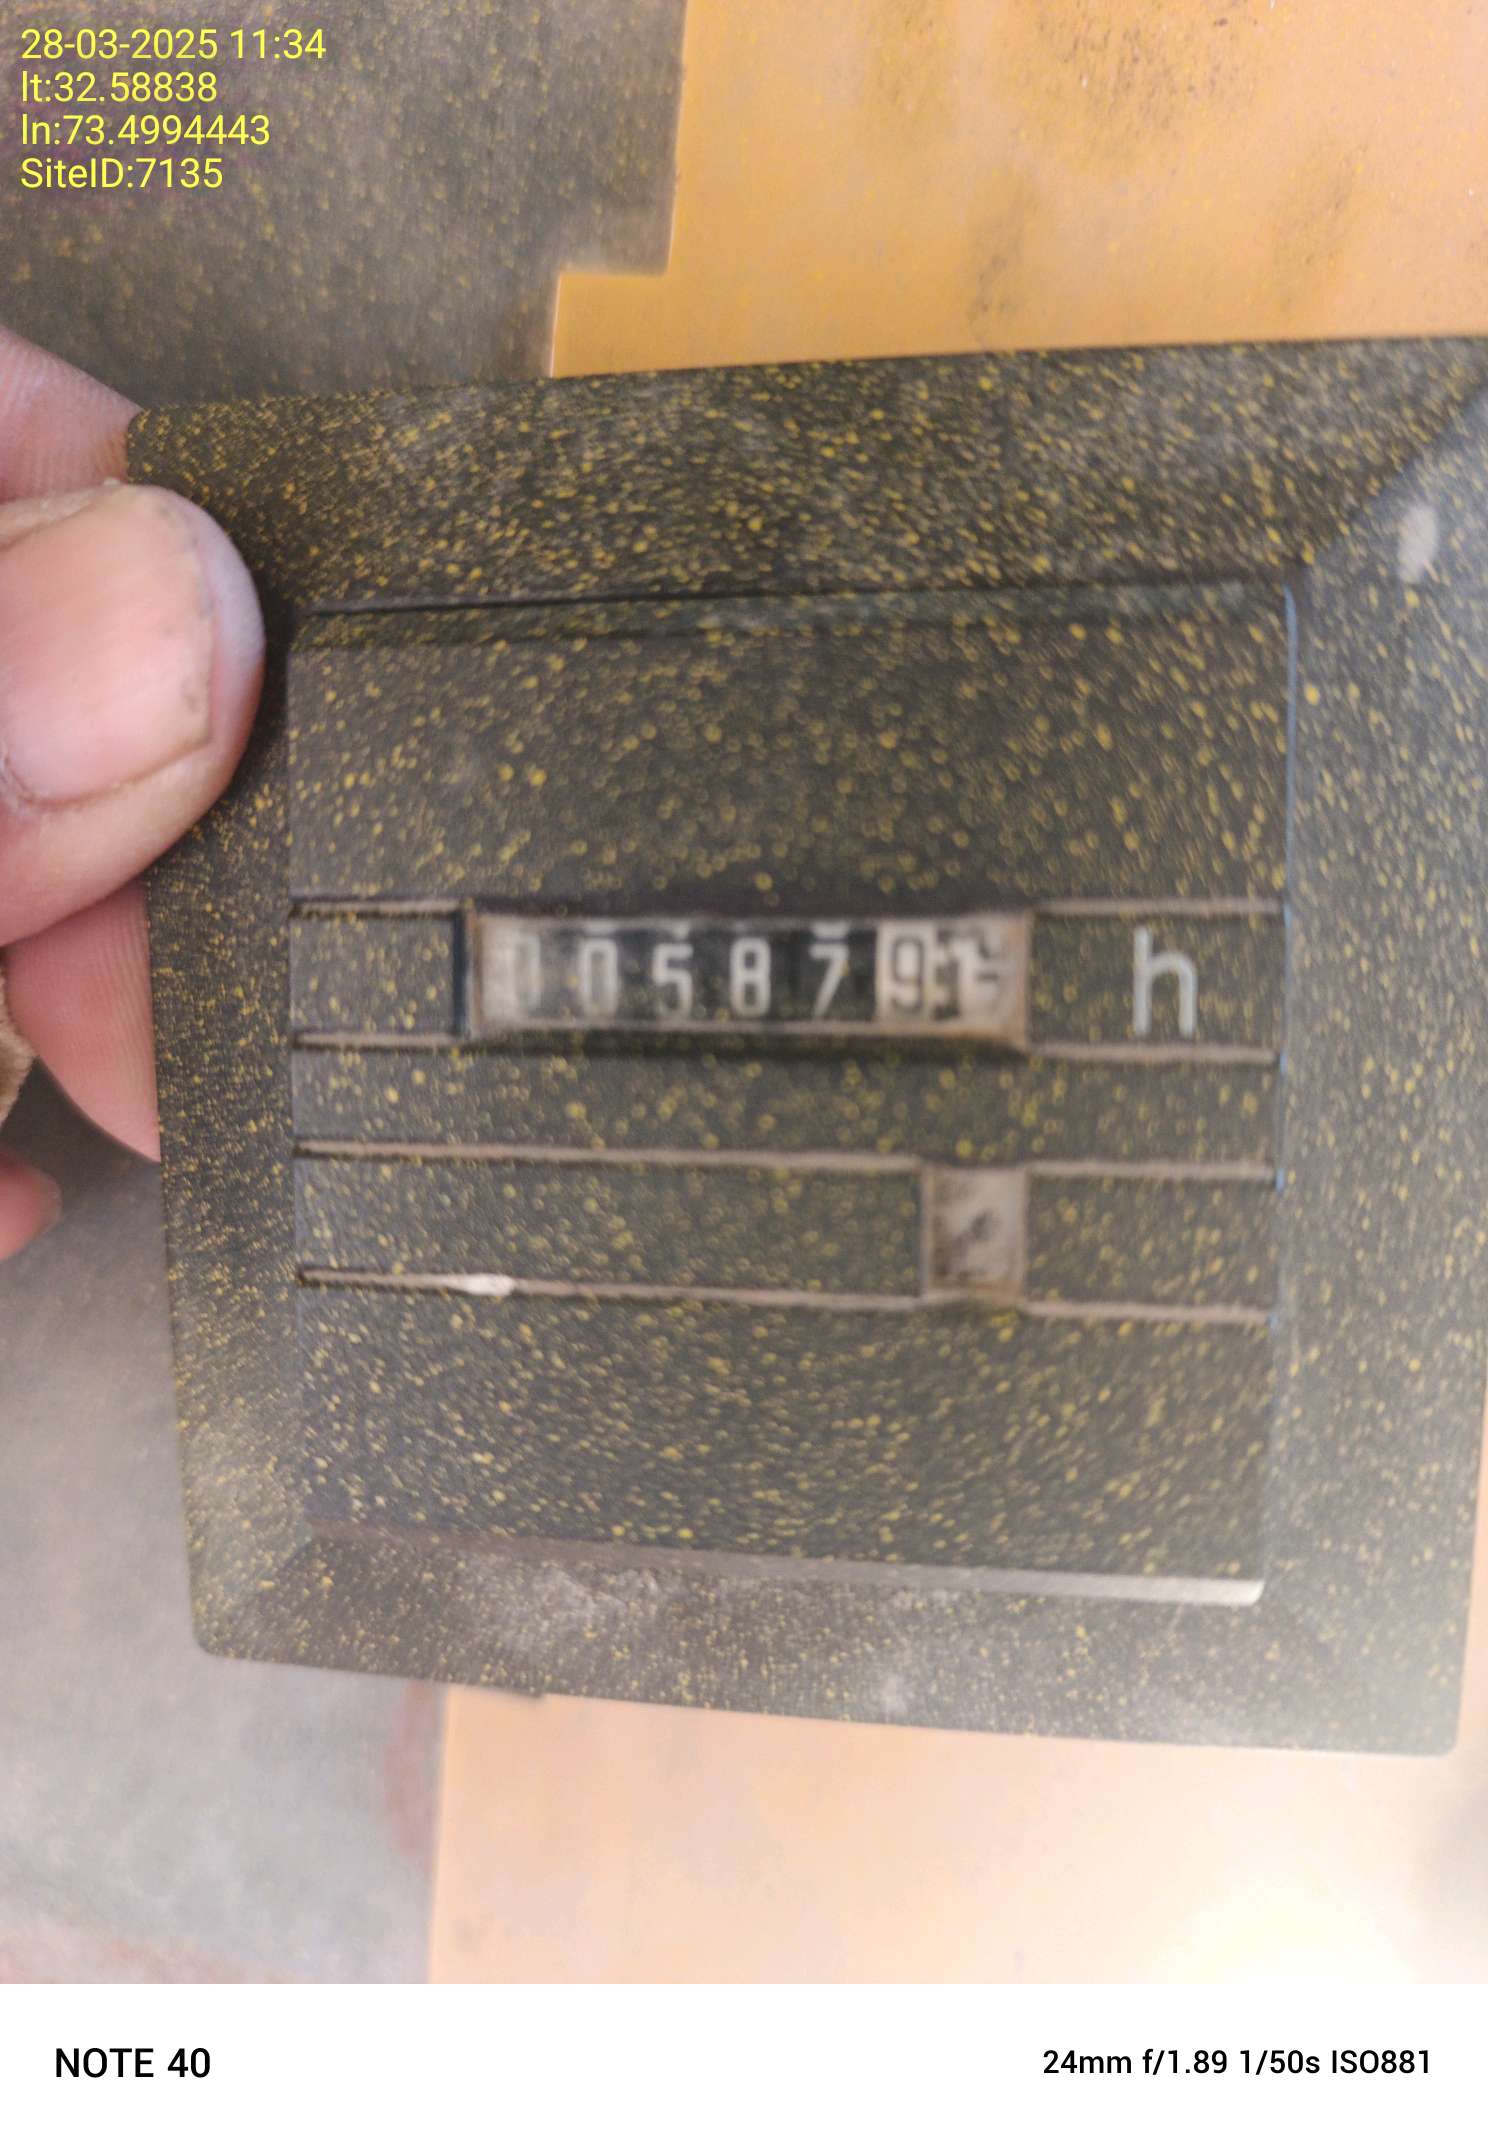 28-03-2025 11:34
lt:32.58838
ln:73.4994443
SiteID:7135
005879 h
NOTE 40
24mm f/1.89 1/50s ISO881